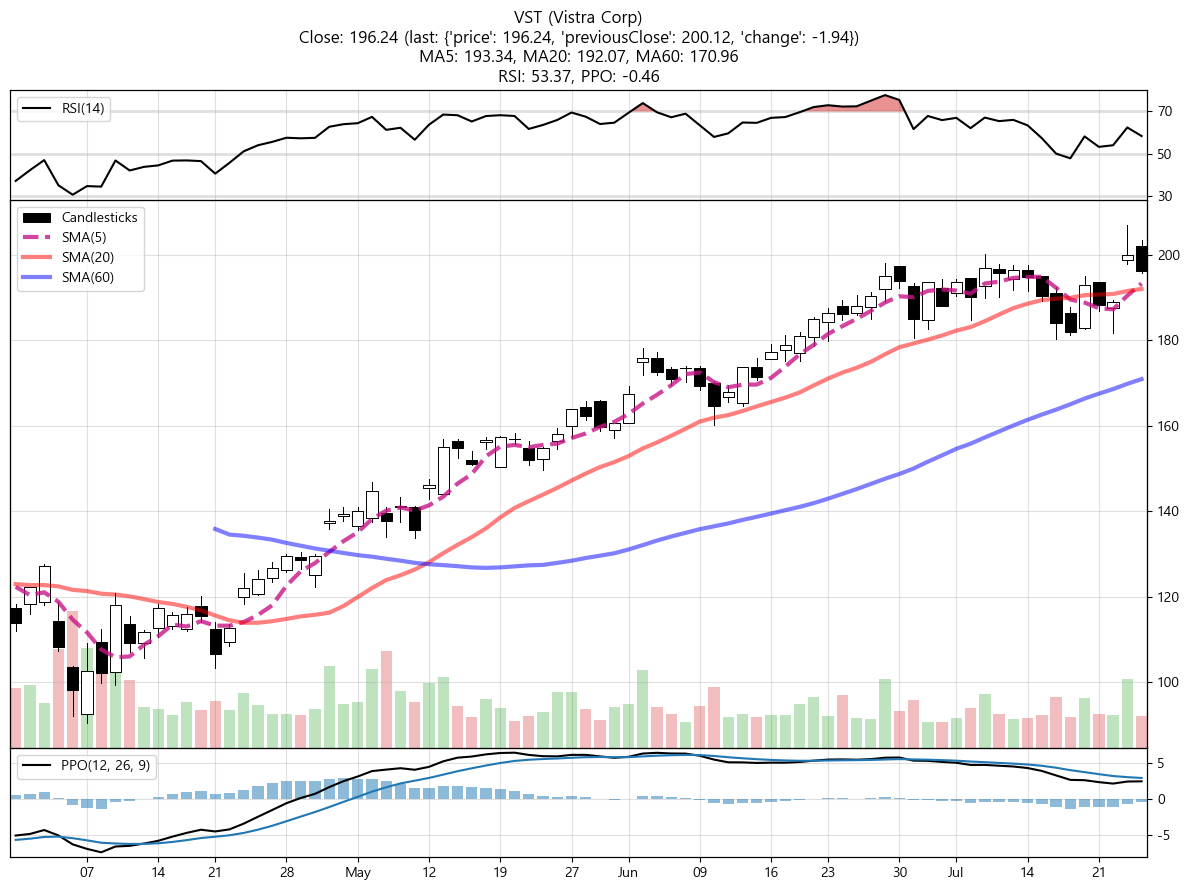 VST (Vistra Corp)
Close: 196.24 (last: {'price': 196.24, 'previousClose': 200.12, 'change': -1.94})
MA5: 193.34, MA20: 192.07, MA60: 170.96
RSI: 53.37, PPO: -0.46
RSI(14)
70
50
30
Candlesticks
SMA(5)
SMA(20)
SMA(60)
200
180
160
140
120
100
PPO(12, 26, 9)
5
0
-5
07 14 21 28 May 12 19 27 Jun 09 16 23 30 Jul 14 21